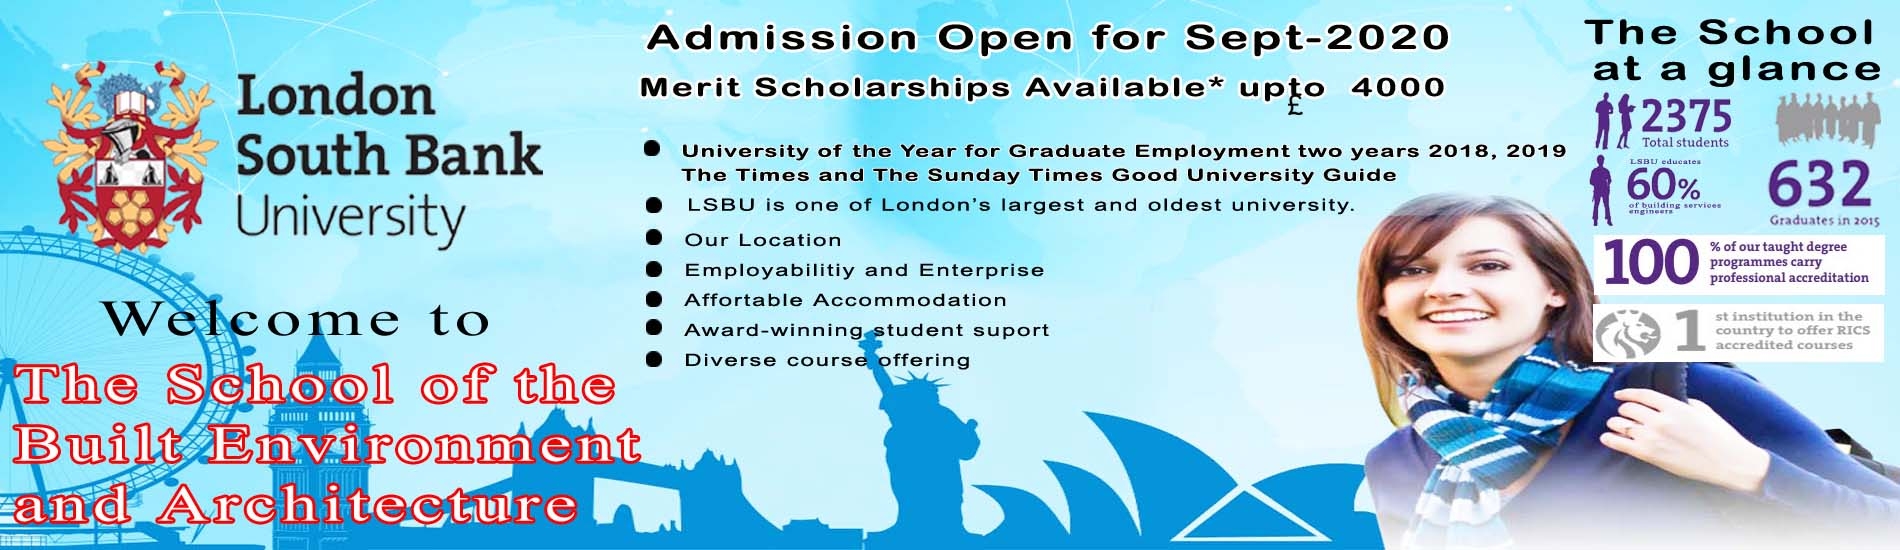 London
South Bank
University
Welcome to
The School of the
Built Environment
and Architecture
Admission Open for Sept-2020
Merit Scholarships Available* upto 4000
£
University of the Year for Graduate Employment two years 2018, 2019
The Times and The Sunday Times Good University Guide
LSBU is one of London's largest and oldest university.
Our Location
Employabilitiy and Enterprise
Affortable Accommodation
Award-winning student suport
Diverse course offering
The School
at a glance
2375
Total students
LSBU educates
60%
of building services
engineers
632
Graduates in 2015
100
% of our taught degree
programmes carry
professional accreditation
1
st institution in the
country to offer RICS
accredited courses